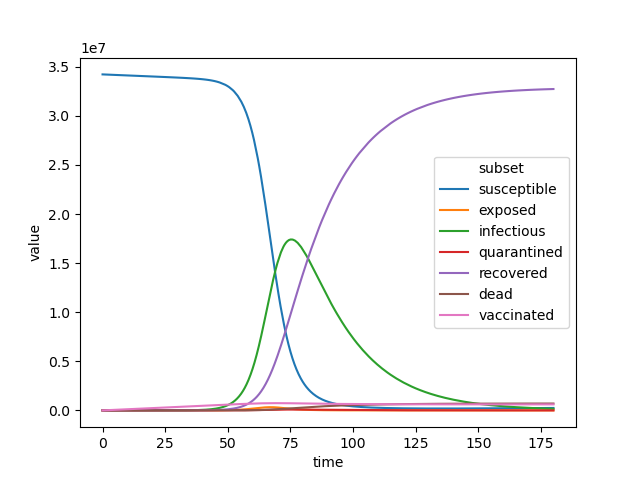 1e7
3.5
3.0
2.5
2.0
1.5
1.0
0.5
0.0
value
0
25
50
75
100
125
150
175
time
subset
susceptible
exposed
infectious
quarantined
recovered
dead
vaccinated